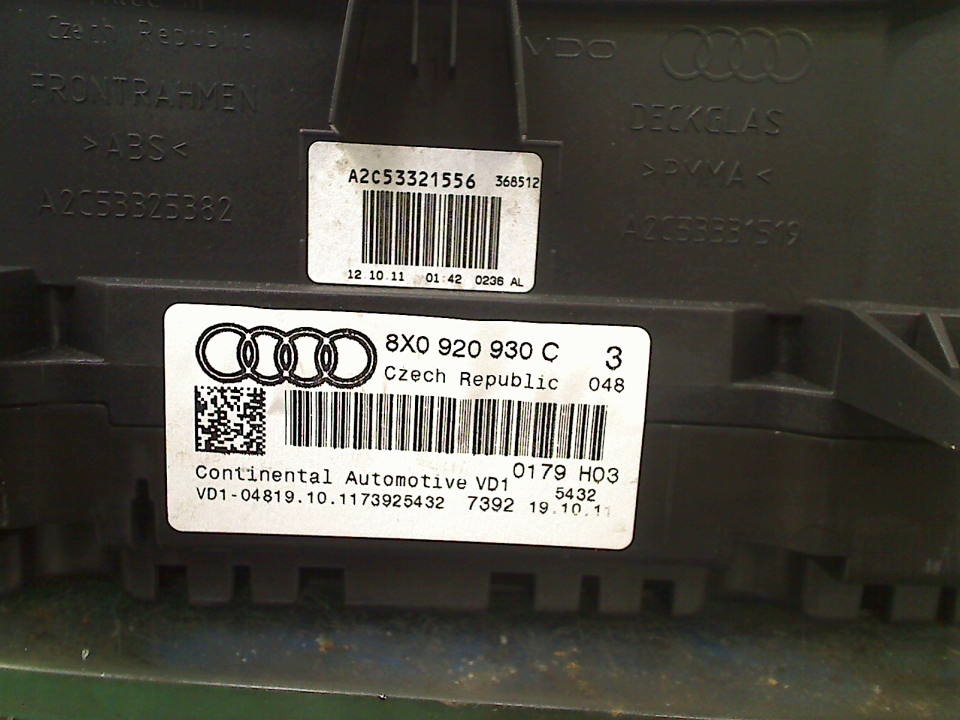 Czech Republic
VDO
FRONTRAHMEN
>ABS<
A2C53325382
DECKGLAS
>PMMA<
A2C53331519
A2C53321556 368512
12.10.11 01:42 0236 AL
8X0 920 930 C 3
Czech Republic 048
0179 H03
Continental Automotive VD1 5432
VD1-04819.10.1173925432 7392 19.10.11